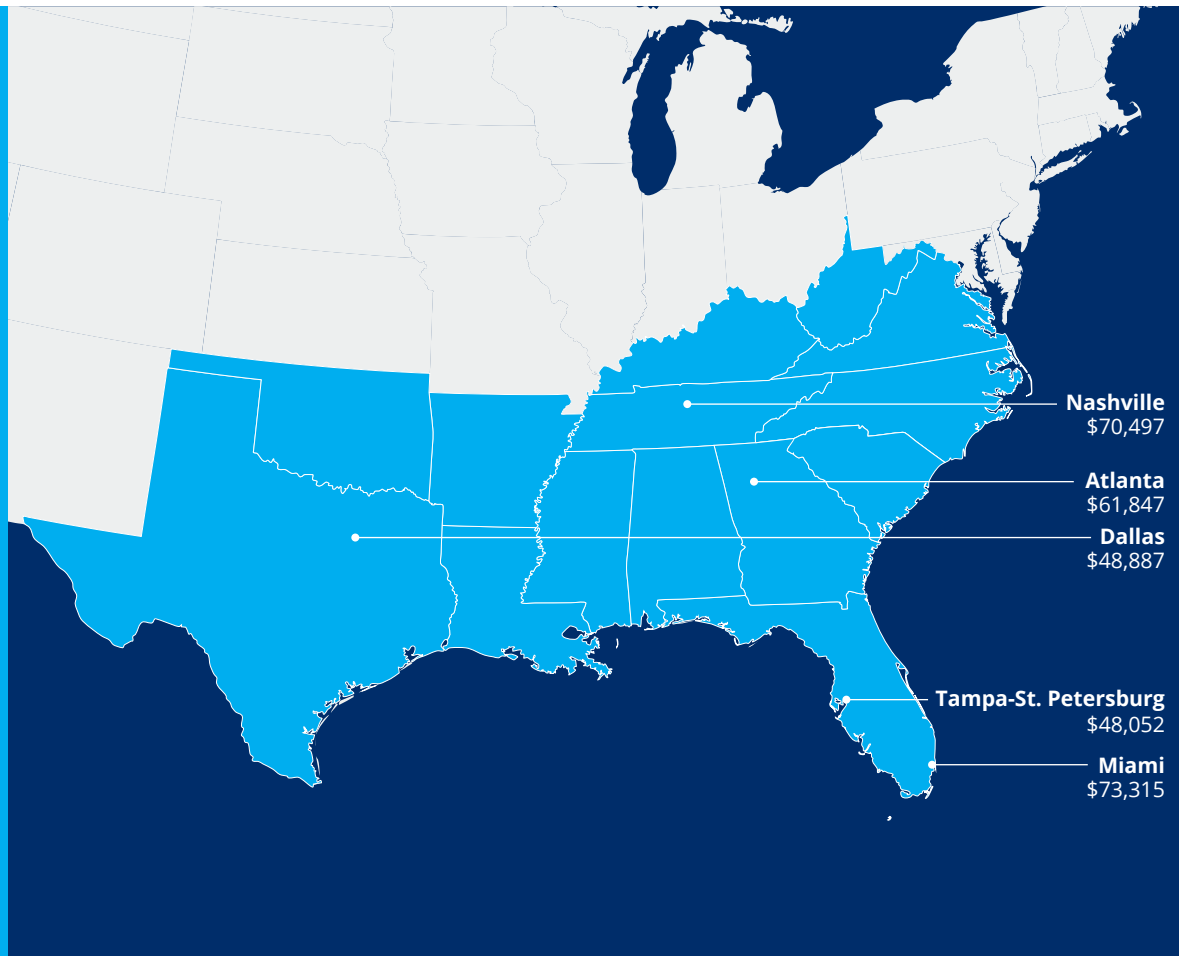 Nashville
$70,497
Atlanta
$61,847
Dallas
$48,887
Tampa-St. Petersburg
$48,052
Miami
$73,315